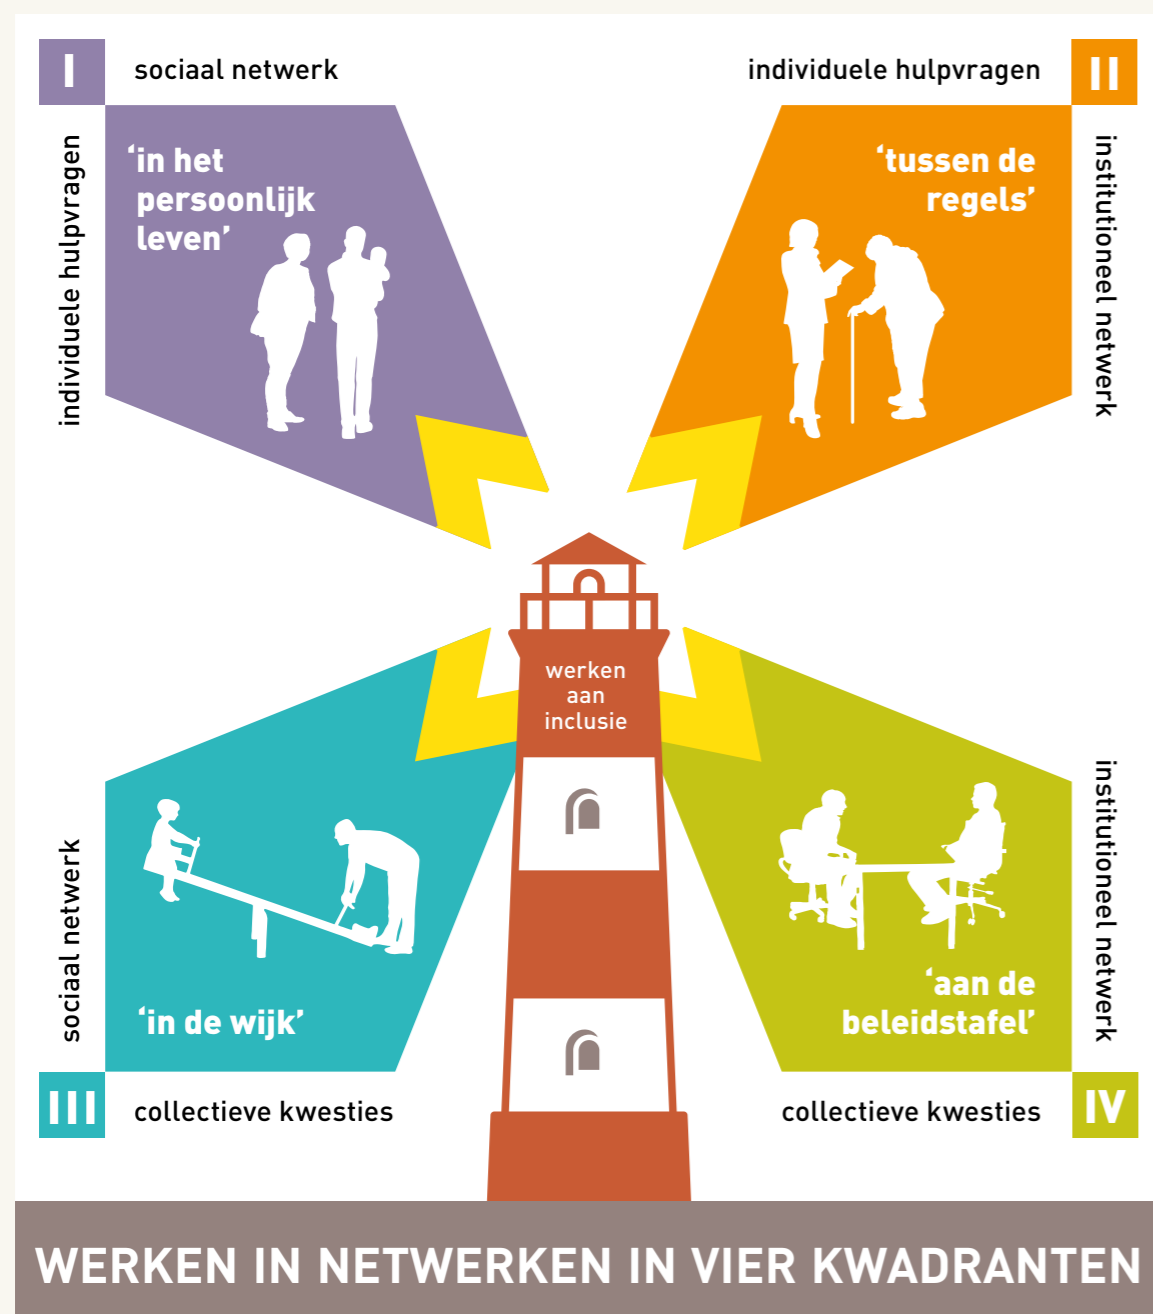 I
sociaal netwerk
individuele hulpvragen
‘in het
persoonlijk
leven’
individuele hulpvragen
II
institutioneel netwerk
‘tussen de
regels’
werken
aan
inclusie
sociaal netwerk
‘in de wijk’
III
collectieve kwesties
institutioneel netwerk
‘aan de
beleidstafel’
collectieve kwesties
IV
WERKEN IN NETWERKEN IN VIER KWADRANTEN